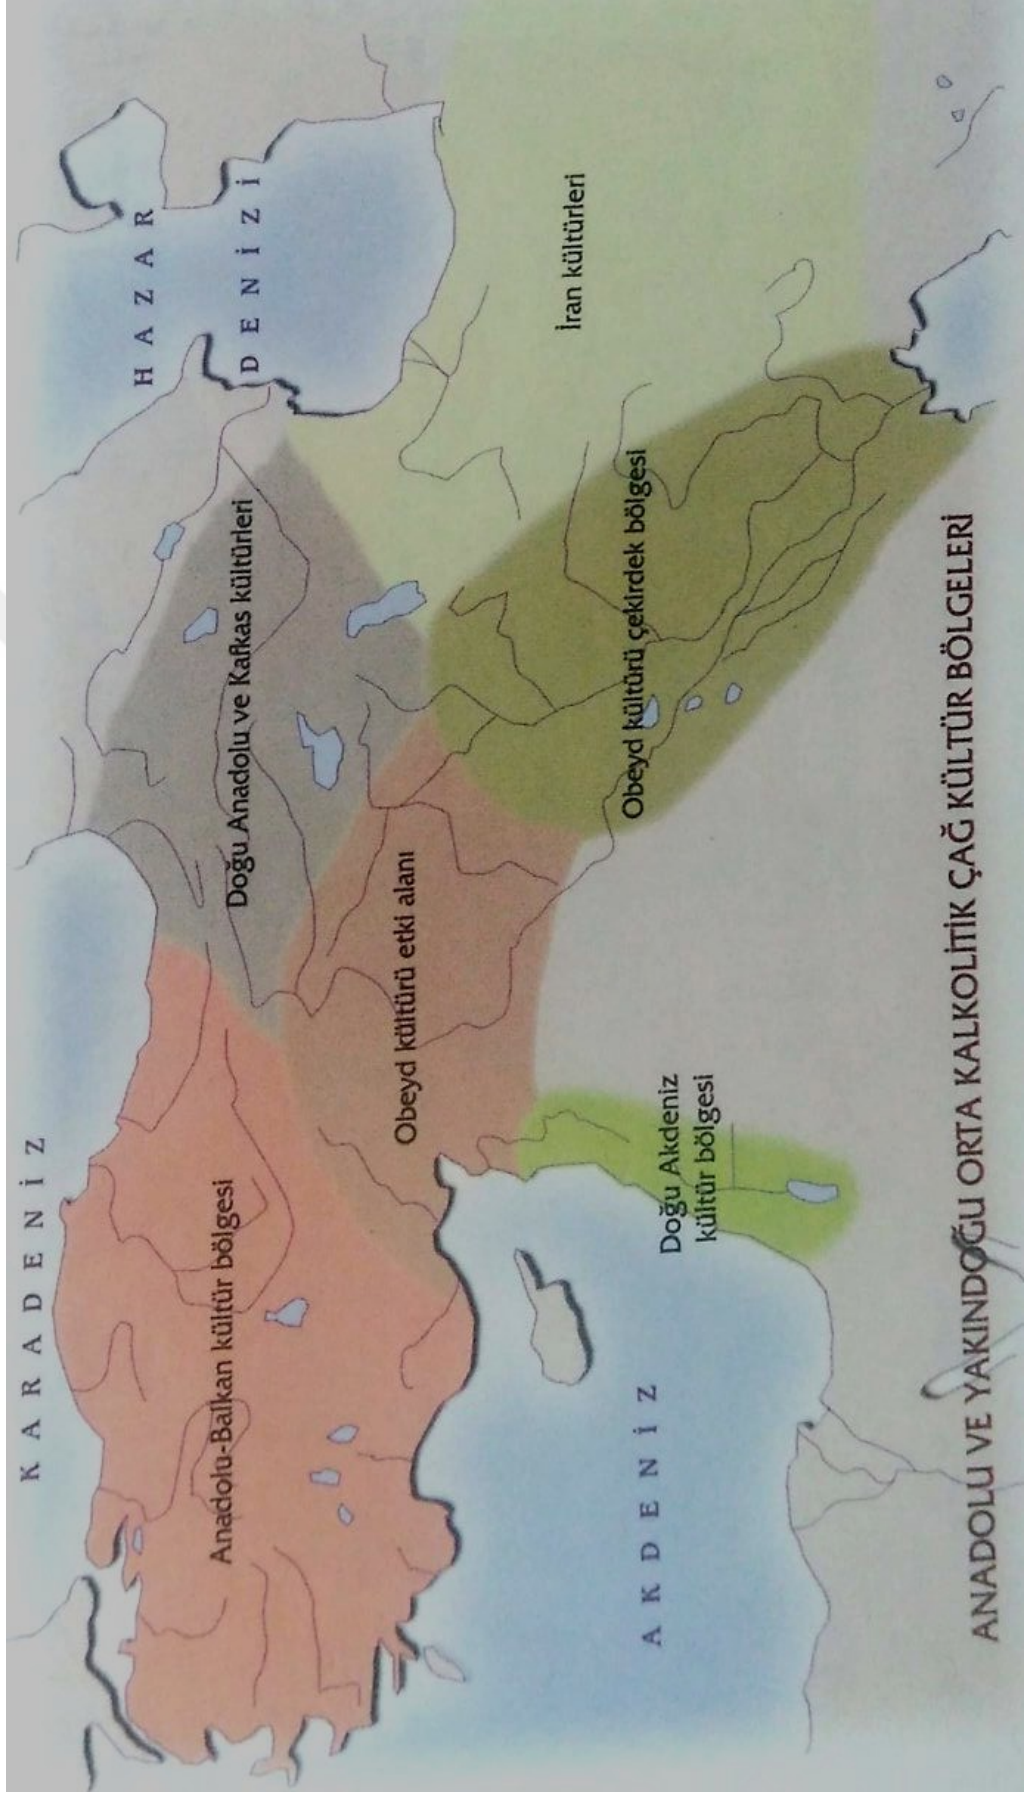 KARADENİZ
HAZAR
DENİZİ
Anadolu-Balkan kültür bölgesi
Doğu Anadolu ve Kafkas kültürleri
Obeyd kültürü etki alanı
İran kültürleri
Obeyd kültürü çekirdek bölgesi
Doğu Akdeniz
kültür bölgesi
AKDENİZ
ANADOLU VE YAKINDOĞU ORTA KALKOLİTİK ÇAĞ KÜLTÜR BÖLGELERİ